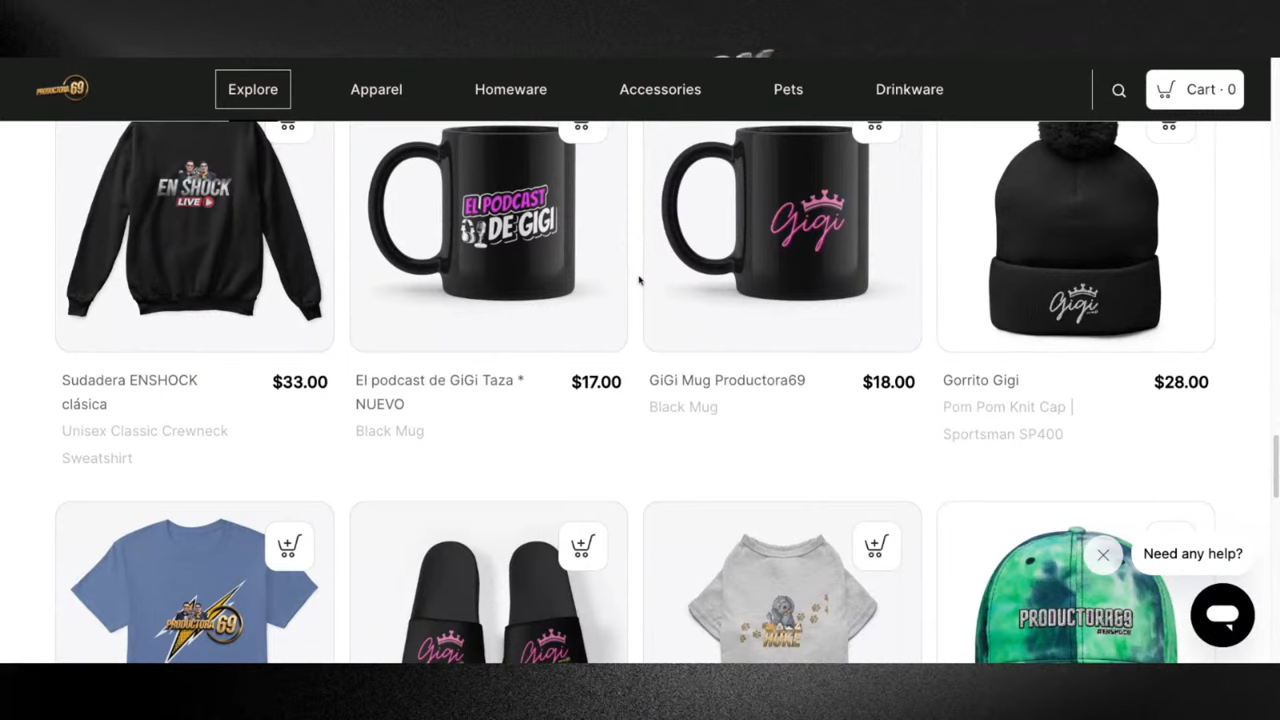 PRODUCTORA 69
Explore
Apparel
Homeware
Accessories
Pets
Drinkware
Cart · 0
EN SHOCK
LIVE
EL PODCAST
DE GIGI
Gigi
Gigi
Sudadera ENSHOCK
clásica
$33.00
Unisex Classic Crewneck
Sweatshirt
El podcast de GiGi Taza *
NUEVO
$17.00
Black Mug
GiGi Mug Productora69
$18.00
Black Mug
Gorrito Gigi
$28.00
Pom Pom Knit Cap |
Sportsman SP400
PRODUCTORA 69
Gigi
Gigi
PRODUCTORA69
#ENSHOCK
Need any help?